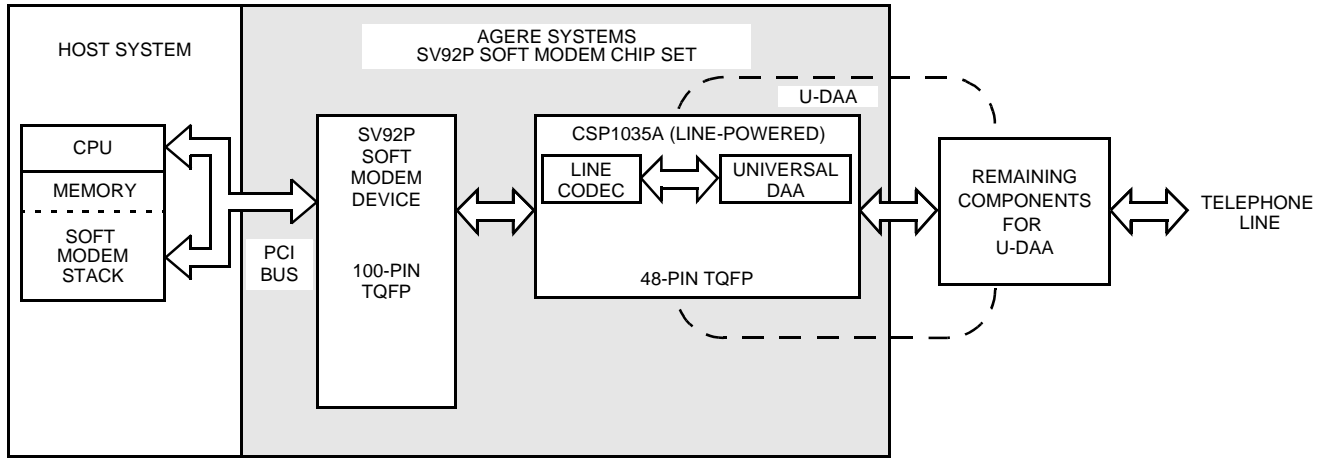 HOST SYSTEM
AGERE SYSTEMS
SV92P SOFT MODEM CHIP SET
U-DAA
CPU
MEMORY
SOFT
MODEM
STACK
PCI
BUS
SV92P
SOFT
MODEM
DEVICE
100-PIN
TQFP
CSP1035A (LINE-POWERED)
LINE
CODEC
UNIVERSAL
DAA
48-PIN TQFP
REMAINING
COMPONENTS
FOR
U-DAA
TELEPHONE
LINE